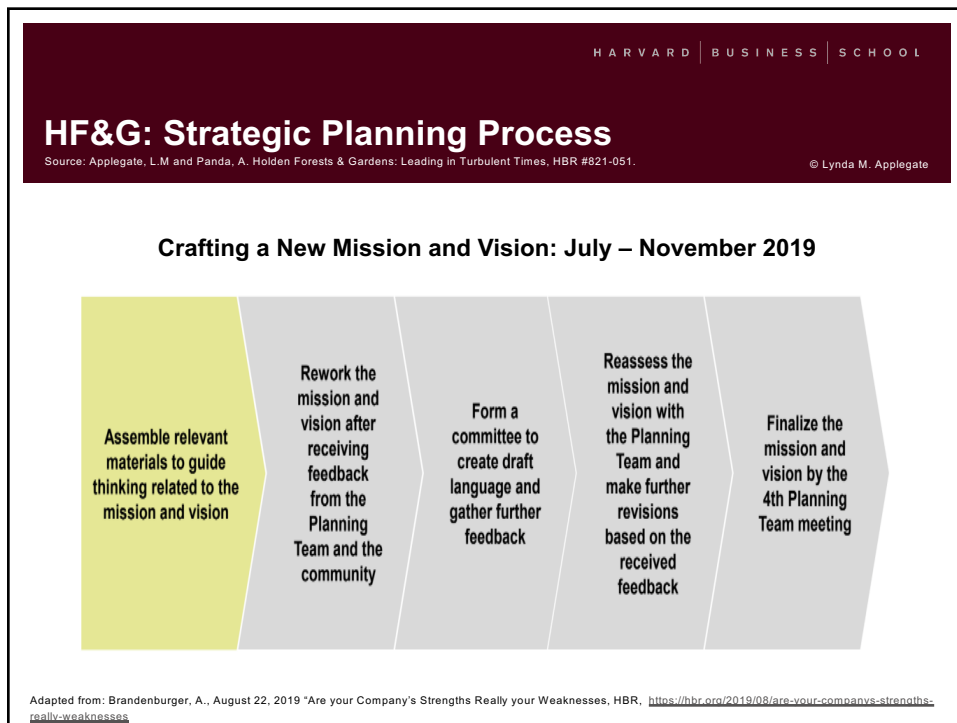 HARVARD | BUSINESS | SCHOOL
HF&G: Strategic Planning Process
Source: Applegate, L.M and Panda, A. Holden Forests & Gardens: Leading in Turbulent Times, HBR #821-051.
© Lynda M. Applegate
Crafting a New Mission and Vision: July – November 2019
Assemble relevant
materials to guide
thinking related to the
mission and vision
Rework the
mission and
vision after
receiving
feedback
from the
Planning
Team and the
community
Form a
committee to
create draft
language and
gather further
feedback
Reassess the
mission and
vision with
the Planning
Team and
make further
revisions
based on the
received
feedback
Finalize the
mission and
vision by the
4th Planning
Team meeting
Adapted from: Brandenburger, A., August 22, 2019 “Are your Company’s Strengths Really your Weaknesses, HBR, https://hbr.org/2019/08/are-your-companys-strengths-
really-weaknesses